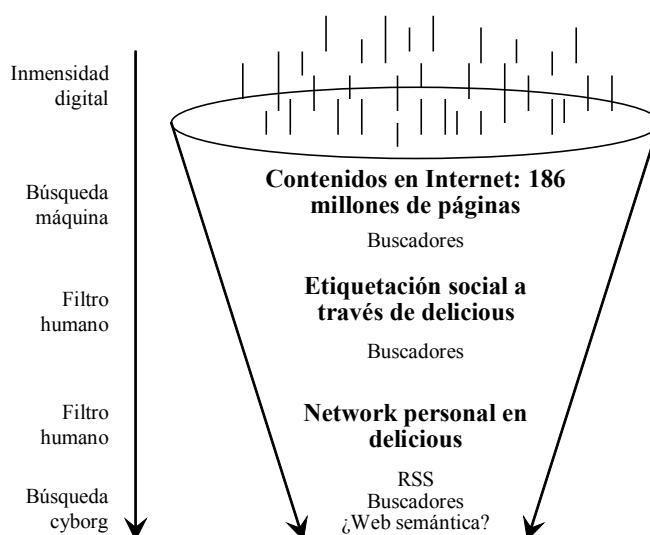 Inmensidad
digital
Contenidos en Internet: 186
millones de páginas
Búsqueda
máquina
Buscadores
Etiquetación social a
través de delicious
Filtro
humano
Buscadores
Network personal en
delicious
Filtro
humano
RSS
Buscadores
¿Web semántica?
Búsqueda
cyborg